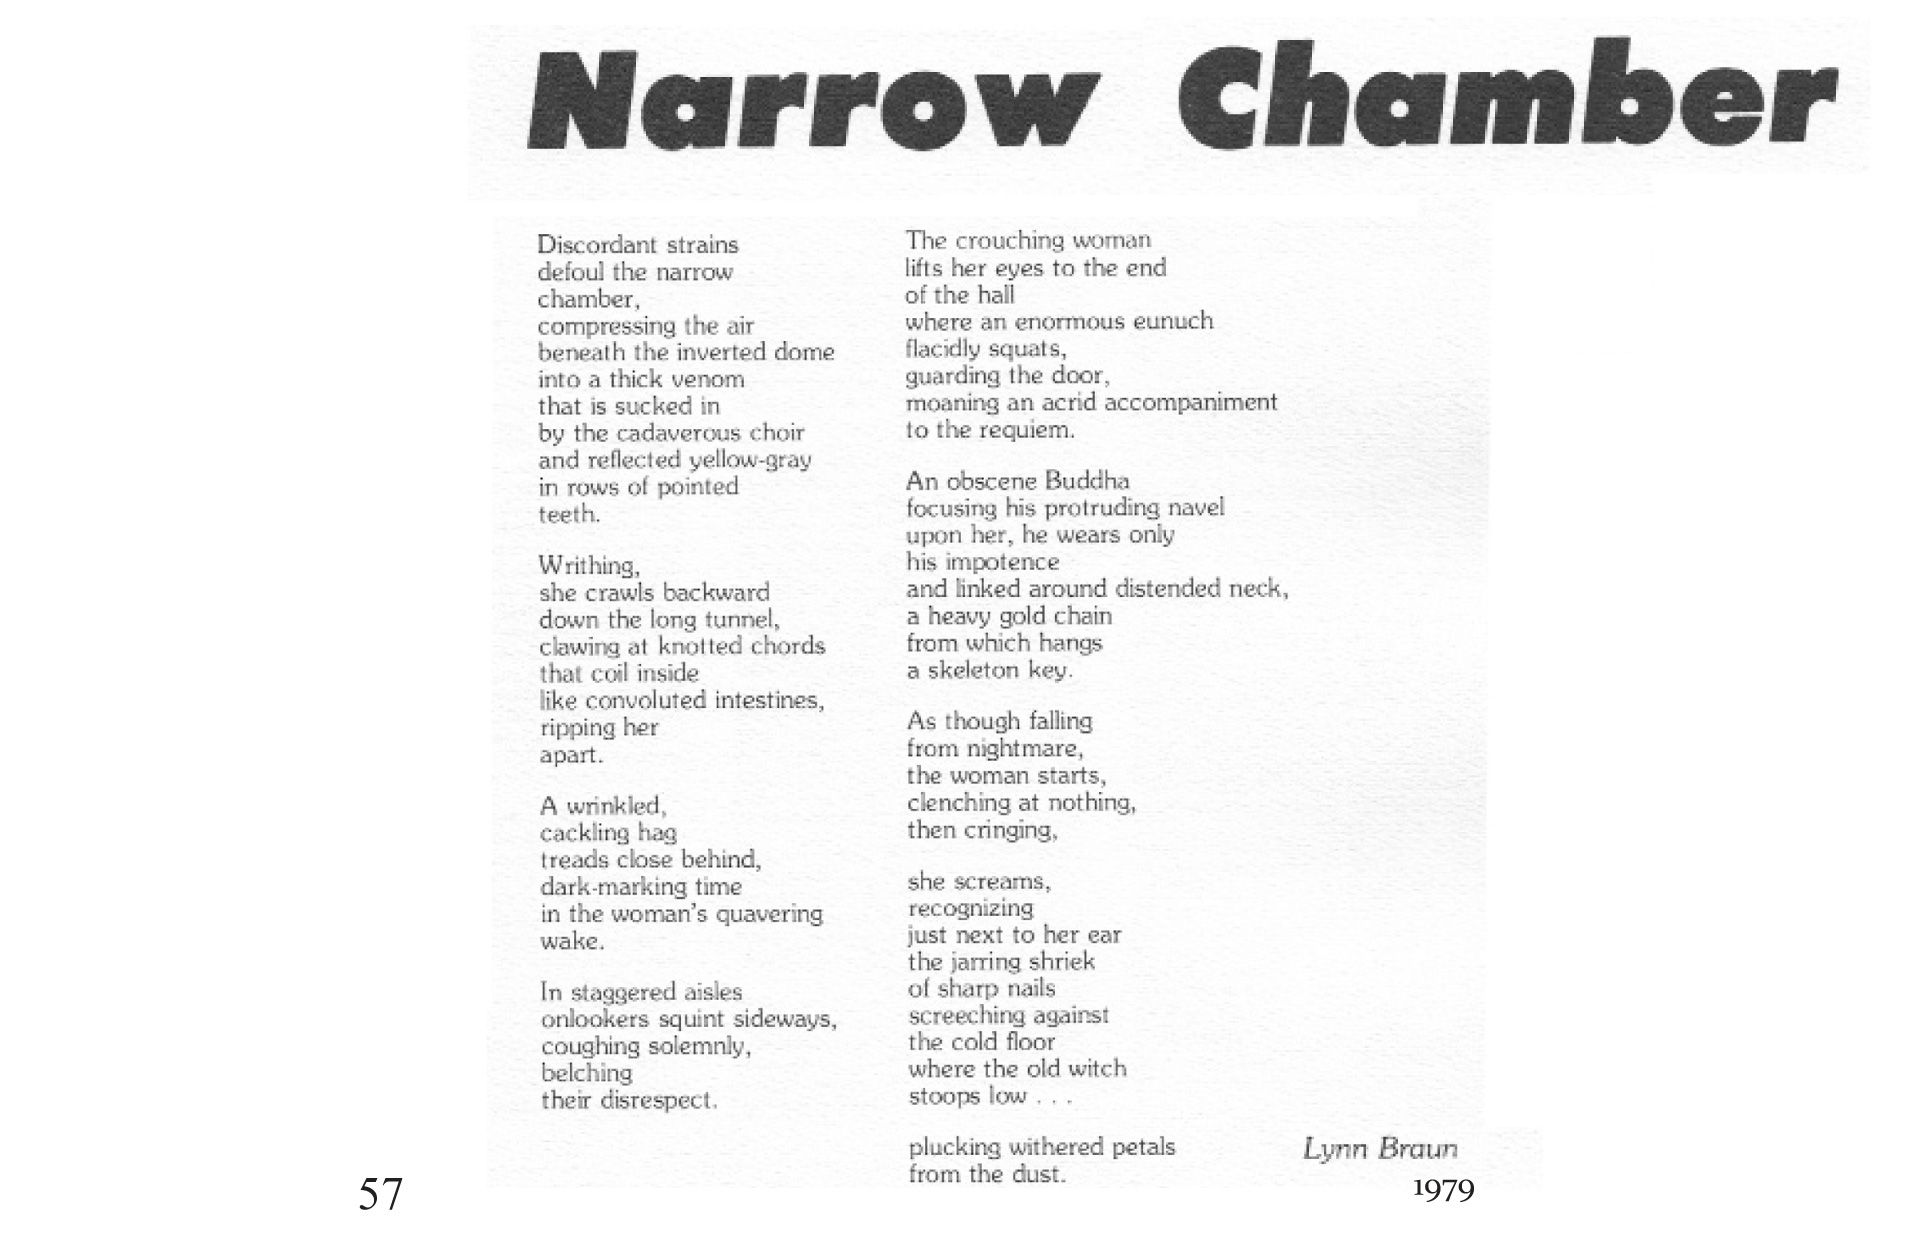 Narrow Chamber
Discordant strains
defoul the narrow
chamber,
compressing the air
beneath the inverted dome
into a thick venom
that is sucked in
by the cadaverous choir
and reflected yellow-gray
in rows of pointed
teeth.
Writhing,
she crawls backward
down the long tunnel,
clawing at knotted chords
that coil inside
like convoluted intestines,
ripping her
apart.
A wrinkled,
cackling hag
treads close behind,
dark-marking time
in the woman's quavering
wake.
In staggered aisles
onlookers squint sideways,
coughing solemnly,
belching
their disrespect.
The crouching woman
lifts her eyes to the end
of the hall
where an enormous eunuch
flacidly squats,
guarding the door,
moaning an acrid accompaniment
to the requiem.
An obscene Buddha
focusing his protruding navel
upon her, he wears only
his impotence
and linked around distended neck,
a heavy gold chain
from which hangs
a skeleton key.
As though falling
from nightmare,
the woman starts,
clenching at nothing,
then cringing,
she screams,
recognizing
just next to her ear
the jarring shriek
of sharp nails
screeching against
the cold floor
where the old witch
stoops low . . .
plucking withered petals
from the dust.
Lynn Braun
1979
57